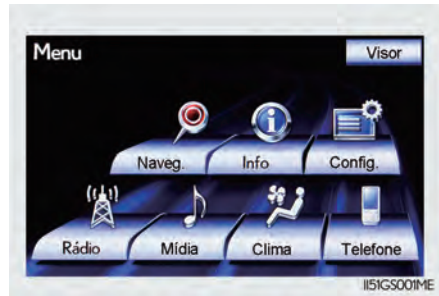 Menu Visor
Naveg. Info Config.
Rádio Mídia Clima Telefone
II51GS001ME